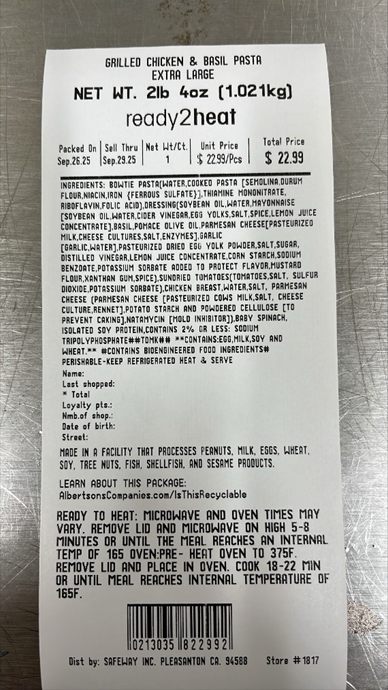 GRILLED CHICKEN & BASIL PASTA
EXTRA LARGE
NET WT. 2lb 4oz (1.021kg)
ready2heat
Packed On Sell Thru Net Wt/Ct. Unit Price Total Price
Sep.26.25 Sep.29.25 1 $ 22.99/Pcs $ 22.99
INGREDIENTS: BOWTIE PASTA[WATER,COOKED PASTA [SEMOLINA,DURUM
FLOUR,NIACIN,IRON {FERROUS SULFATE}],THIAMINE MONONITRATE,
RIBOFLAVIN,FOLIC ACID),DRESSING(SOYBEAN OIL,WATER,MAYONNAISE
[SOYBEAN OIL,WATER,CIDER VINEGAR,EGG YOLKS,SALT,SPICE,LEMON JUICE
CONCENTRATE],BASIL,POMACE OLIVE OIL,PARMESAN CHEESE[PASTEURIZED
MILK,CHEESE CULTURES,SALT,ENZYMES],GARLIC
[GARLIC,WATER],PASTEURIZED DRIED EGG YOLK POWDER,SALT,SUGAR,
DISTILLED VINEGAR,LEMON JUICE CONCENTRATE,CORN STARCH,SODIUM
BENZOATE,POTASSIUM SORBATE ADDED TO PROTECT FLAVOR,MUSTARD
FLOUR,XANTHAN GUM,SPICE),SUNDRIED TOMATOES(TOMATOES,SALT, SULFUR
DIOXIDE,POTASSIUM SORBATE),CHICKEN BREAST,WATER,SALT, PARMESAN
CHEESE (PARMESAN CHEESE [PASTEURIZED COWS MILK,SALT, CHEESE
CULTURE,RENNET],POTATO STARCH AND POWDERED CELLULOSE [TO
PREVENT CAKING],NATAMYCIN [MOLD INHIBITOR]),BABY SPINACH,
ISOLATED SOY PROTEIN,CONTAINS 2% OR LESS: SODIUM
TRIPOLYPHOSPHATE##TDMK## **CONTAINS:EGG,MILK,SOY AND
WHEAT.** #CONTAINS BIOENGINEERED FOOD INGREDIENTS#
PERISHABLE-KEEP REFRIGERATED HEAT & SERVE
Name:
Last shopped:
* Total
Loyalty pts.:
Nmb.of shop.:
Date of birth:
Street:
MADE IN A FACILITY THAT PROCESSES PEANUTS, MILK, EGGS, WHEAT,
SOY, TREE NUTS, FISH, SHELLFISH, AND SESAME PRODUCTS.
LEARN ABOUT THIS PACKAGE:
AlbertsonsCompanies.com/IsThisRecyclable
READY TO HEAT: MICROWAVE AND OVEN TIMES MAY
VARY. REMOVE LID AND MICROWAVE ON HIGH 5-8
MINUTES OR UNTIL THE MEAL REACHES AN INTERNAL
TEMP OF 165 OVEN:PRE- HEAT OVEN TO 375F.
REMOVE LID AND PLACE IN OVEN. COOK 18-22 MIN
OR UNTIL MEAL REACHES INTERNAL TEMPERATURE OF
165F.
0213035 822992
Dist by: SAFEWAY INC. PLEASANTON CA. 94588 Store #1817